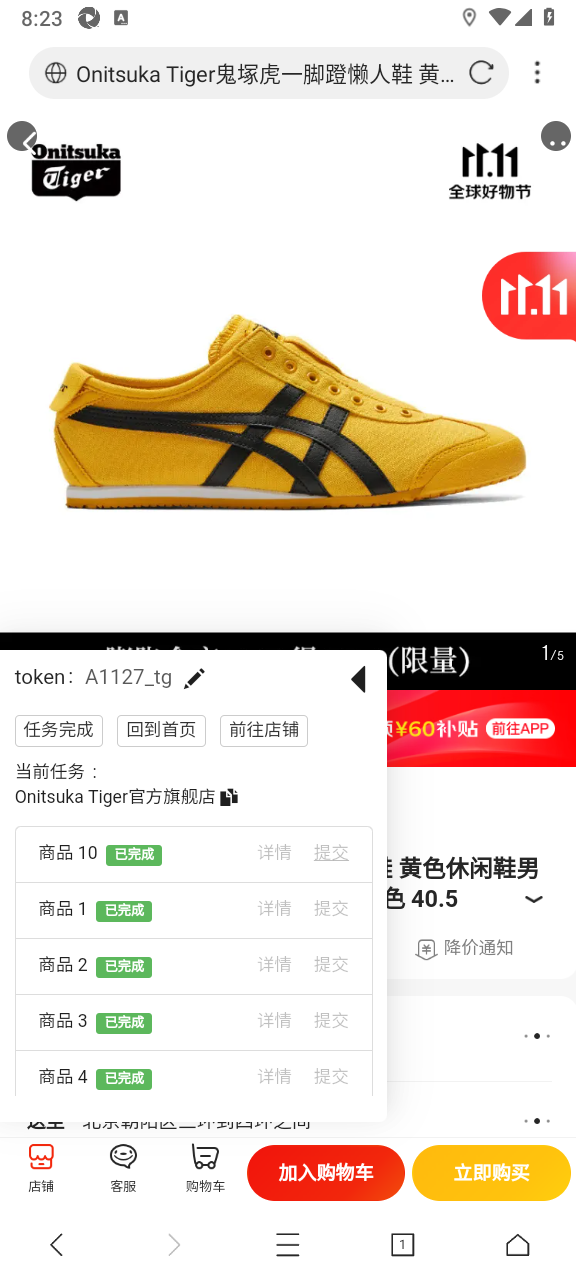 8:23
Onitsuka Tiger鬼塚虎一脚蹬懒人鞋 黄...
Onitsuka
Tiger
11.11
全球好物节
11.11
(限量)
1/5
token： A1127_tg
¥60补贴 前往APP
任务完成 回到首页 前往店铺
当前任务：
Onitsuka Tiger官方旗舰店
商品 10 已完成 详情 提交
鞋 黄色休闲鞋男
色 40.5
商品 1 已完成 详情 提交
降价通知
商品 2 已完成 详情 提交
商品 3 已完成 详情 提交
商品 4 已完成 详情 提交
送至 北京朝阳区三环到四环之间
店铺 客服 购物车 加入购物车 立即购买
1